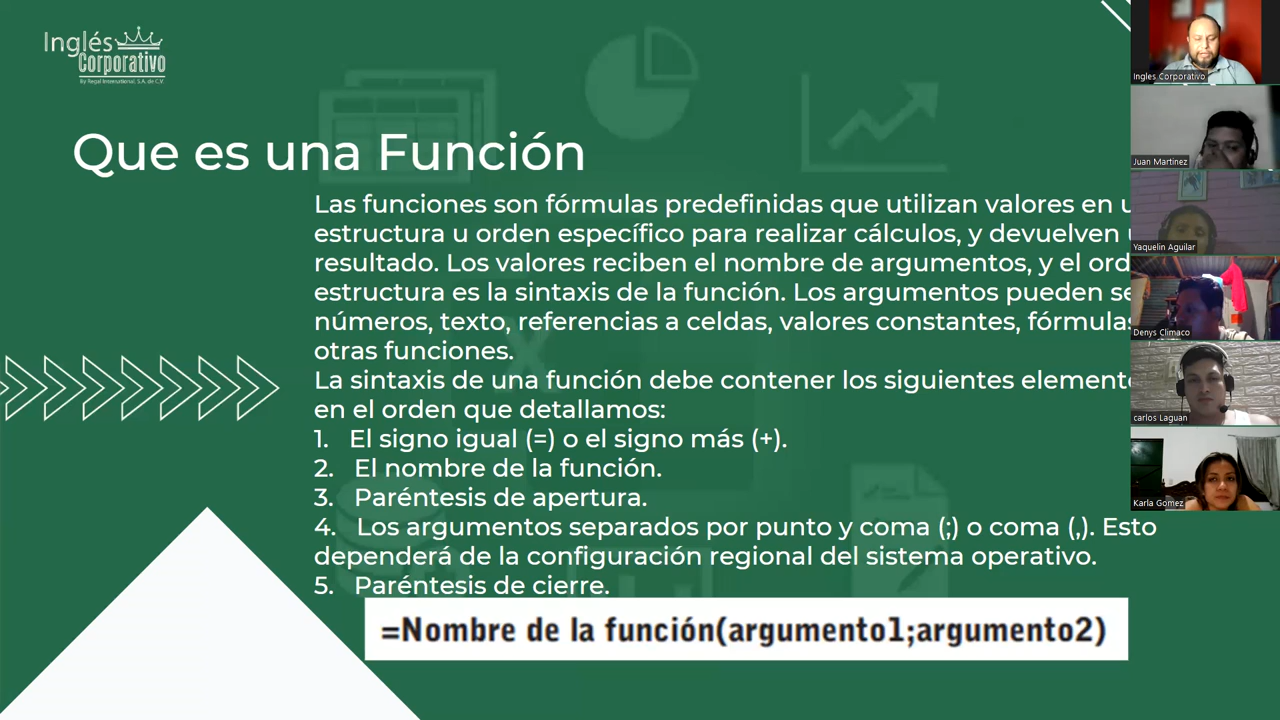 Inglés
Corporativo
By Regal International, S.A. de C.V.
Que es una Función
Las funciones son fórmulas predefinidas que utilizan valores en u
estructura u orden específico para realizar cálculos, y devuelven
resultado. Los valores reciben el nombre de argumentos, y el ord
estructura es la sintaxis de la función. Los argumentos pueden se
números, texto, referencias a celdas, valores constantes, fórmulas
otras funciones.
La sintaxis de una función debe contener los siguientes element
en el orden que detallamos:
1. El signo igual (=) o el signo más (+).
2. El nombre de la función.
3. Paréntesis de apertura.
4. Los argumentos separados por punto y coma (;) o coma (,). Esto
dependerá de la configuración regional del sistema operativo.
5. Paréntesis de cierre.
=Nombre de la función(argumento1;argumento2)
Ingles Corporativo
Juan Martinez
Yaquelin Aguilar
Denys Climaco
carlos Laguan
Karla Gomez